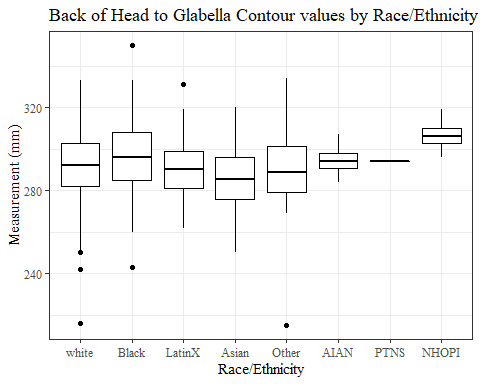 Back of Head to Glabella Contour values by Race/Ethnicity
Measurement (mm)
320
280
240
white Black LatinX Asian Other AIAN PTNS NHOPI
Race/Ethnicity